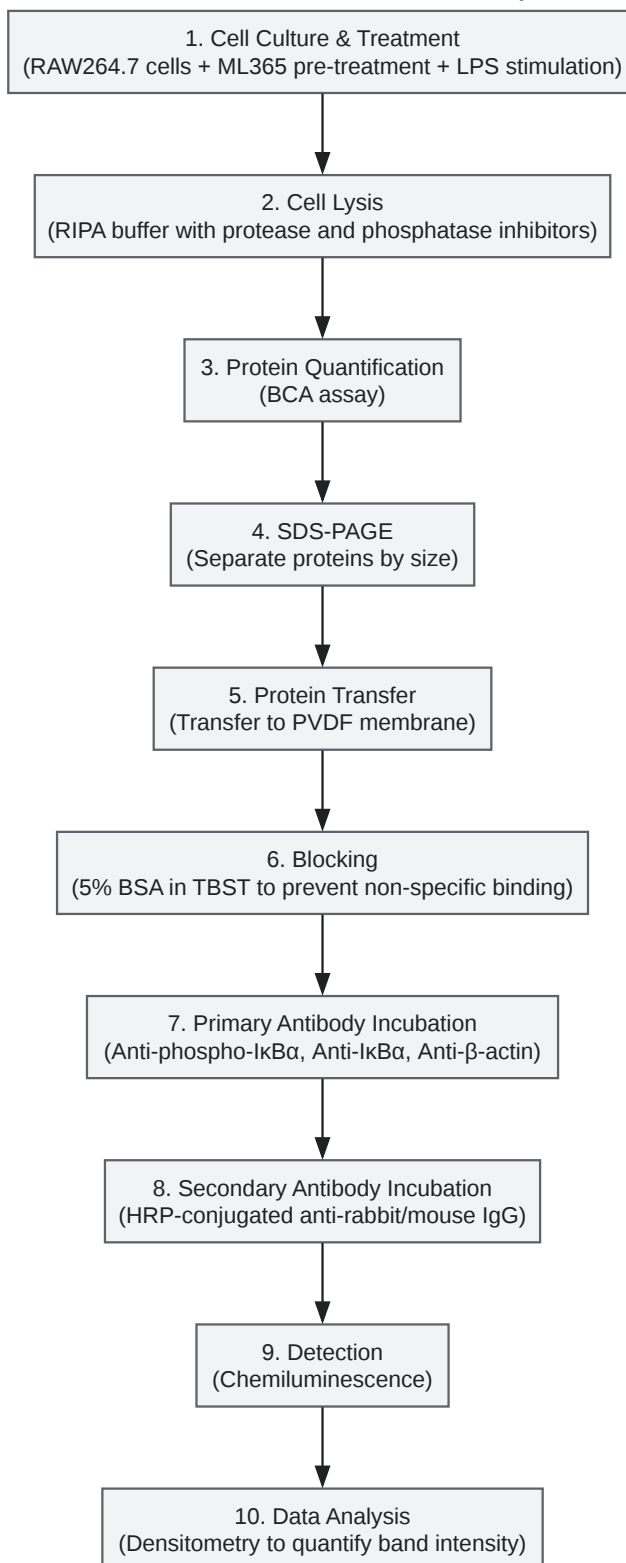 1. Cell Culture & Treatment
(RAW264.7 cells + ML365 pre-treatment + LPS stimulation)
2. Cell Lysis
(RIPA buffer with protease and phosphatase inhibitors)
3. Protein Quantification
(BCA assay)
4. SDS-PAGE
(Separate proteins by size)
5. Protein Transfer
(Transfer to PVDF membrane)
6. Blocking
(5% BSA in TBST to prevent non-specific binding)
7. Primary Antibody Incubation
(Anti-phospho-IκBα, Anti-IκBα, Anti-β-actin)
8. Secondary Antibody Incubation
(HRP-conjugated anti-rabbit/mouse IgG)
9. Detection
(Chemiluminescence)
10. Data Analysis
(Densitometry to quantify band intensity)